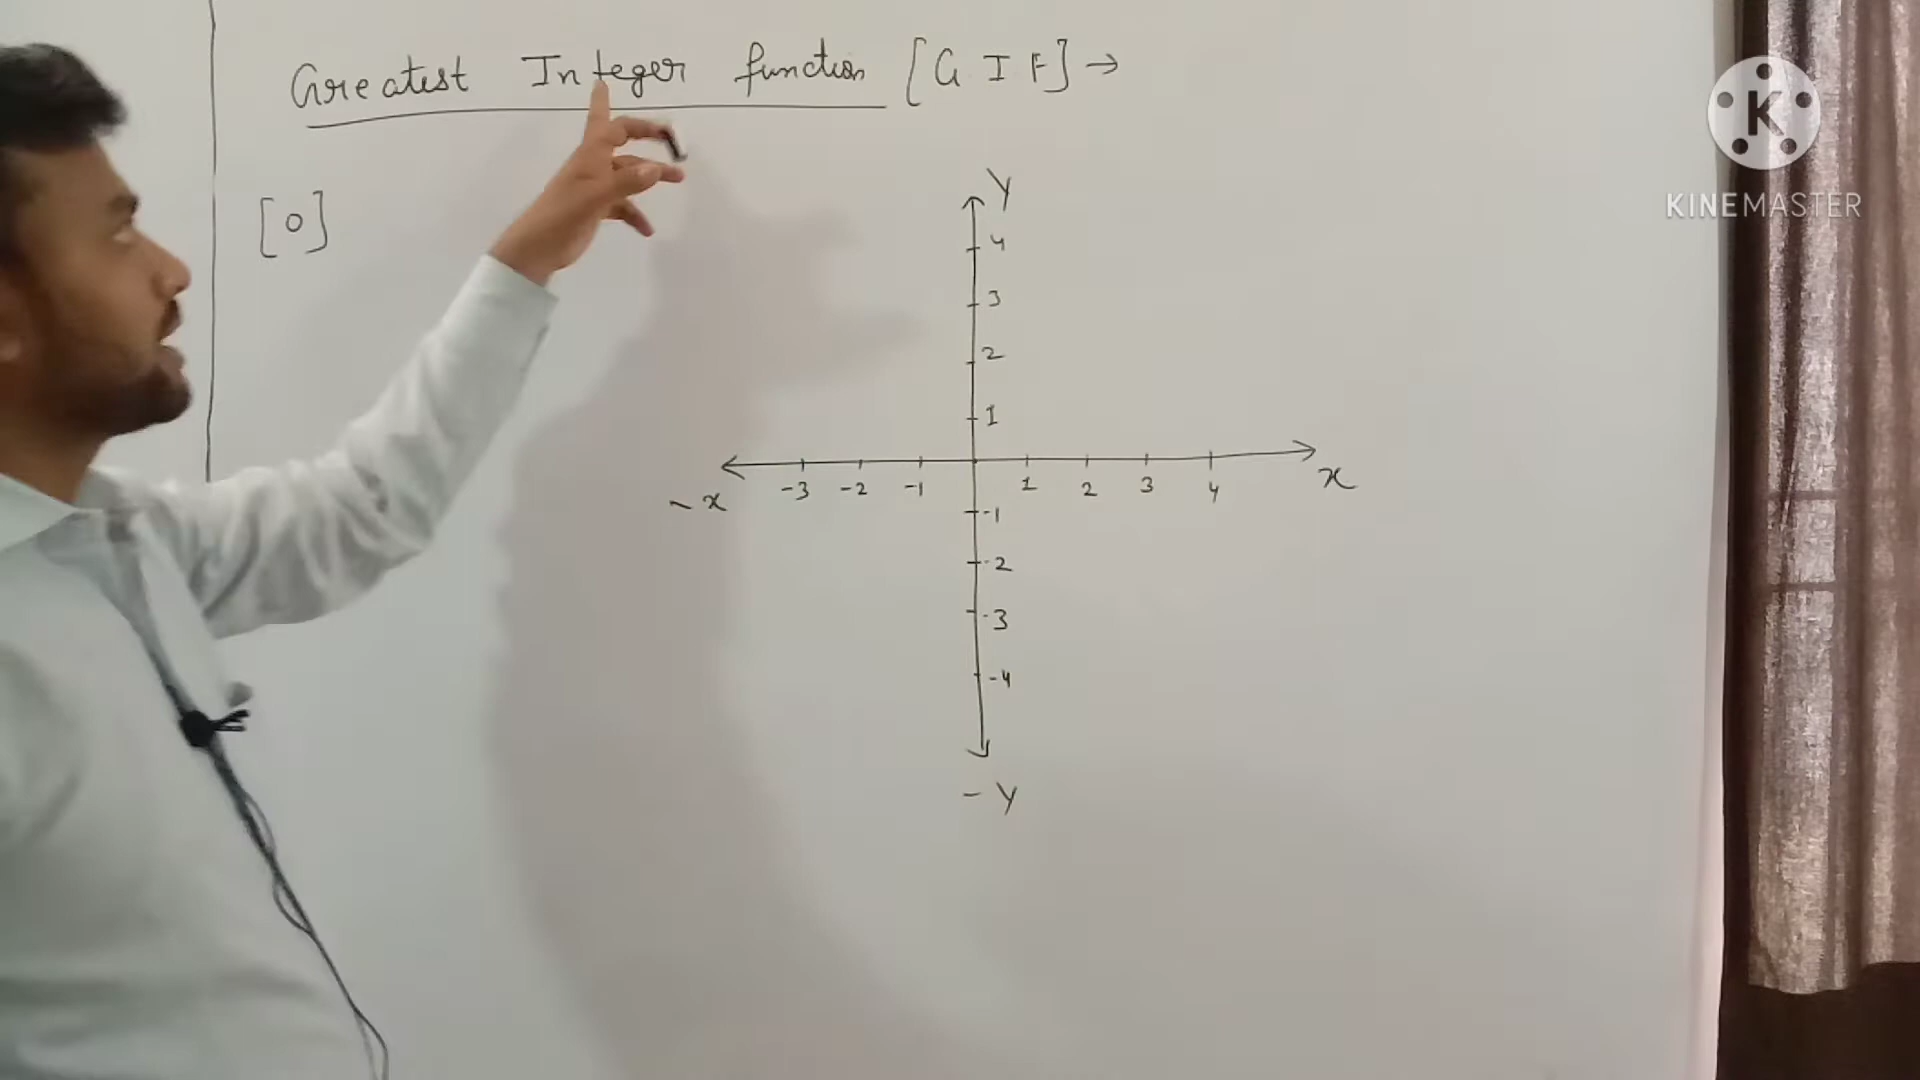 Greatest Integer function [G I F] →
[0]
Y
4
3
2
1
-x -3 -2 -1 1 2 3 4 x
-1
-2
-3
-4
-Y
K
KINEMASTER